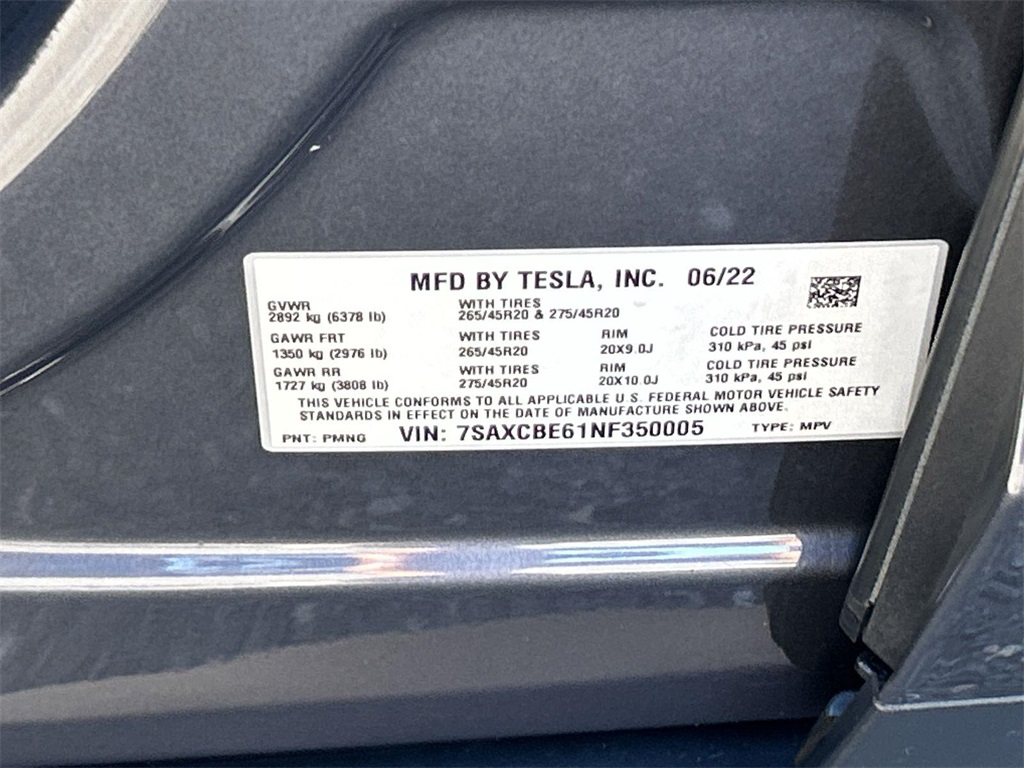 MFD BY TESLA, INC. 06/22
GVWR WITH TIRES
2892 kg (6378 lb) 265/45R20 & 275/45R20
GAWR FRT WITH TIRES RIM COLD TIRE PRESSURE
1350 kg (2976 lb) 265/45R20 20X9.0J 310 kPa, 45 psi
GAWR RR WITH TIRES RIM COLD TIRE PRESSURE
1727 kg (3808 lb) 275/45R20 20X10.0J 310 kPa, 45 psi
THIS VEHICLE CONFORMS TO ALL APPLICABLE U.S. FEDERAL MOTOR VEHICLE SAFETY
STANDARDS IN EFFECT ON THE DATE OF MANUFACTURE SHOWN ABOVE.
PNT: PMNG VIN: 7SAXCBE61NF350005 TYPE: MPV